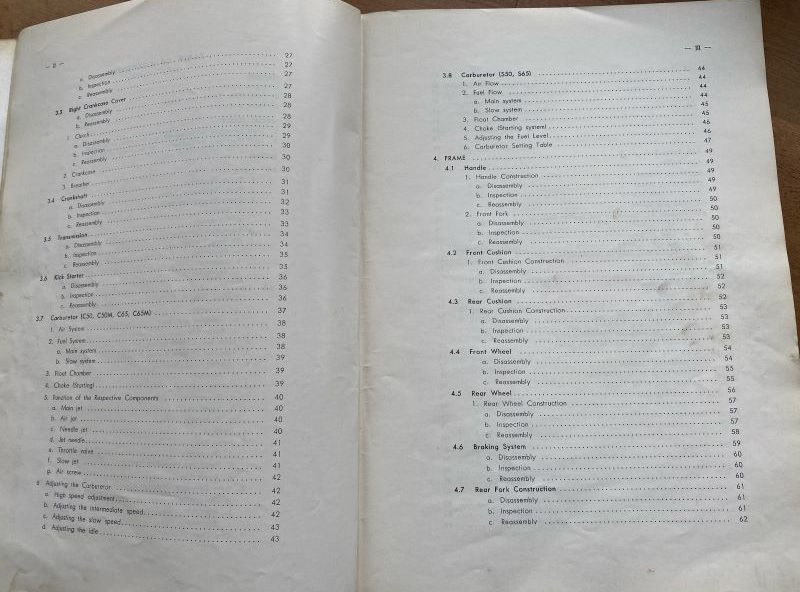 — II —
a. Disassembly 27
b. Inspection 27
c. Reassembly 27
3.3 Right Crankcase Cover 27
a. Disassembly 28
b. Reassembly 28
1. Clutch 28
a. Disassembly 29
b. Inspection 29
c. Reassembly 30
2. Crankcase 30
3. Breather 30
3.4 Crankshaft 31
a. Disassembly 31
b. Inspection 32
c. Reassembly 33
3.5 Transmission 33
a. Disassembly 34
b. Inspection 34
c. Reassembly 35
3.6 Kick Starter 35
a. Disassembly 36
b. Inspection 36
c. Reassembly 36
3.7 Carburetor (C50, C50M, C65, C65M) 37
1. Air System 38
2. Fuel System 38
a. Main system 38
b. Slow system 39
3. Float Chamber 39
4. Choke (Starting) 39
5. Function of the Respective Components 40
a. Main jet 40
b. Air jet 40
c. Needle jet 40
d. Jet needle 41
e. Throttle valve 41
f. Slow jet 41
g. Air screw 42
6 Adjusting the Carburetor 42
a. High speed adjustment 42
b. Adjusting the intermediate speed 42
c. Adjusting the slow speed 43
d. Adjusting the idle 43
— III —
3.8 Carburetor (S50, S65) 44
1. Air Flow 44
2. Fuel Flow 44
a. Main system 44
b. Slow system 45
3. Float Chamber 45
4. Choke (Starting system) 46
5. Adjusting the Fuel Level 46
6. Carburetor Setting Table 47
4. FRAME 49
4.1 Handle 49
1. Handle Construction 49
a. Disassembly 49
b. Inspection 49
c. Reassembly 50
2. Front Fork 50
a. Disassembly 50
b. Inspection 50
c. Reassembly 50
4.2 Front Cushion 51
1. Front Cushion Construction 51
a. Disassembly 51
b. Inspection 52
c. Reassembly 52
4.3 Rear Cushion 52
1. Rear Cushion Construction 53
a. Disassembly 53
b. Inspection 53
c. Reassembly 53
4.4 Front Wheel 54
a. Disassembly 54
b. Inspection 55
c. Reassembly 55
4.5 Rear Wheel 56
1. Rear Wheel Construction 57
a. Disassembly 57
b. Inspection 57
c. Reassembly 58
4.6 Braking System 59
a. Disassembly 60
b. Inspection 60
c. Reassembly 60
4.7 Rear Fork Construction 61
a. Disassembly 61
b. Inspection 61
c Reassembly 62